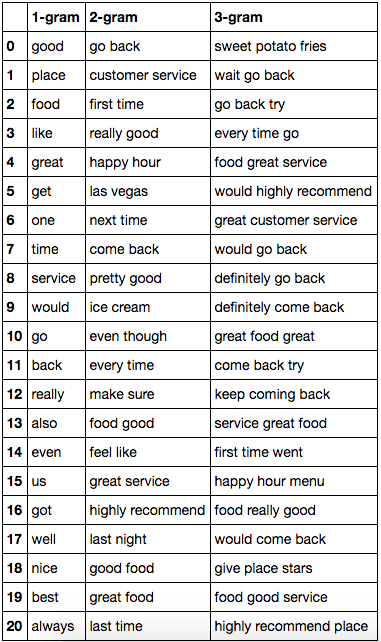 1-gram 2-gram 3-gram
0 good go back sweet potato fries
1 place customer service wait go back
2 food first time go back try
3 like really good every time go
4 great happy hour food great service
5 get las vegas would highly recommend
6 one next time great customer service
7 time come back would go back
8 service pretty good definitely go back
9 would ice cream definitely come back
10 go even though great food great
11 back every time come back try
12 really make sure keep coming back
13 also food good service great food
14 even feel like first time went
15 us great service happy hour menu
16 got highly recommend food really good
17 well last night would come back
18 nice good food give place stars
19 best great food food good service
20 always last time highly recommend place